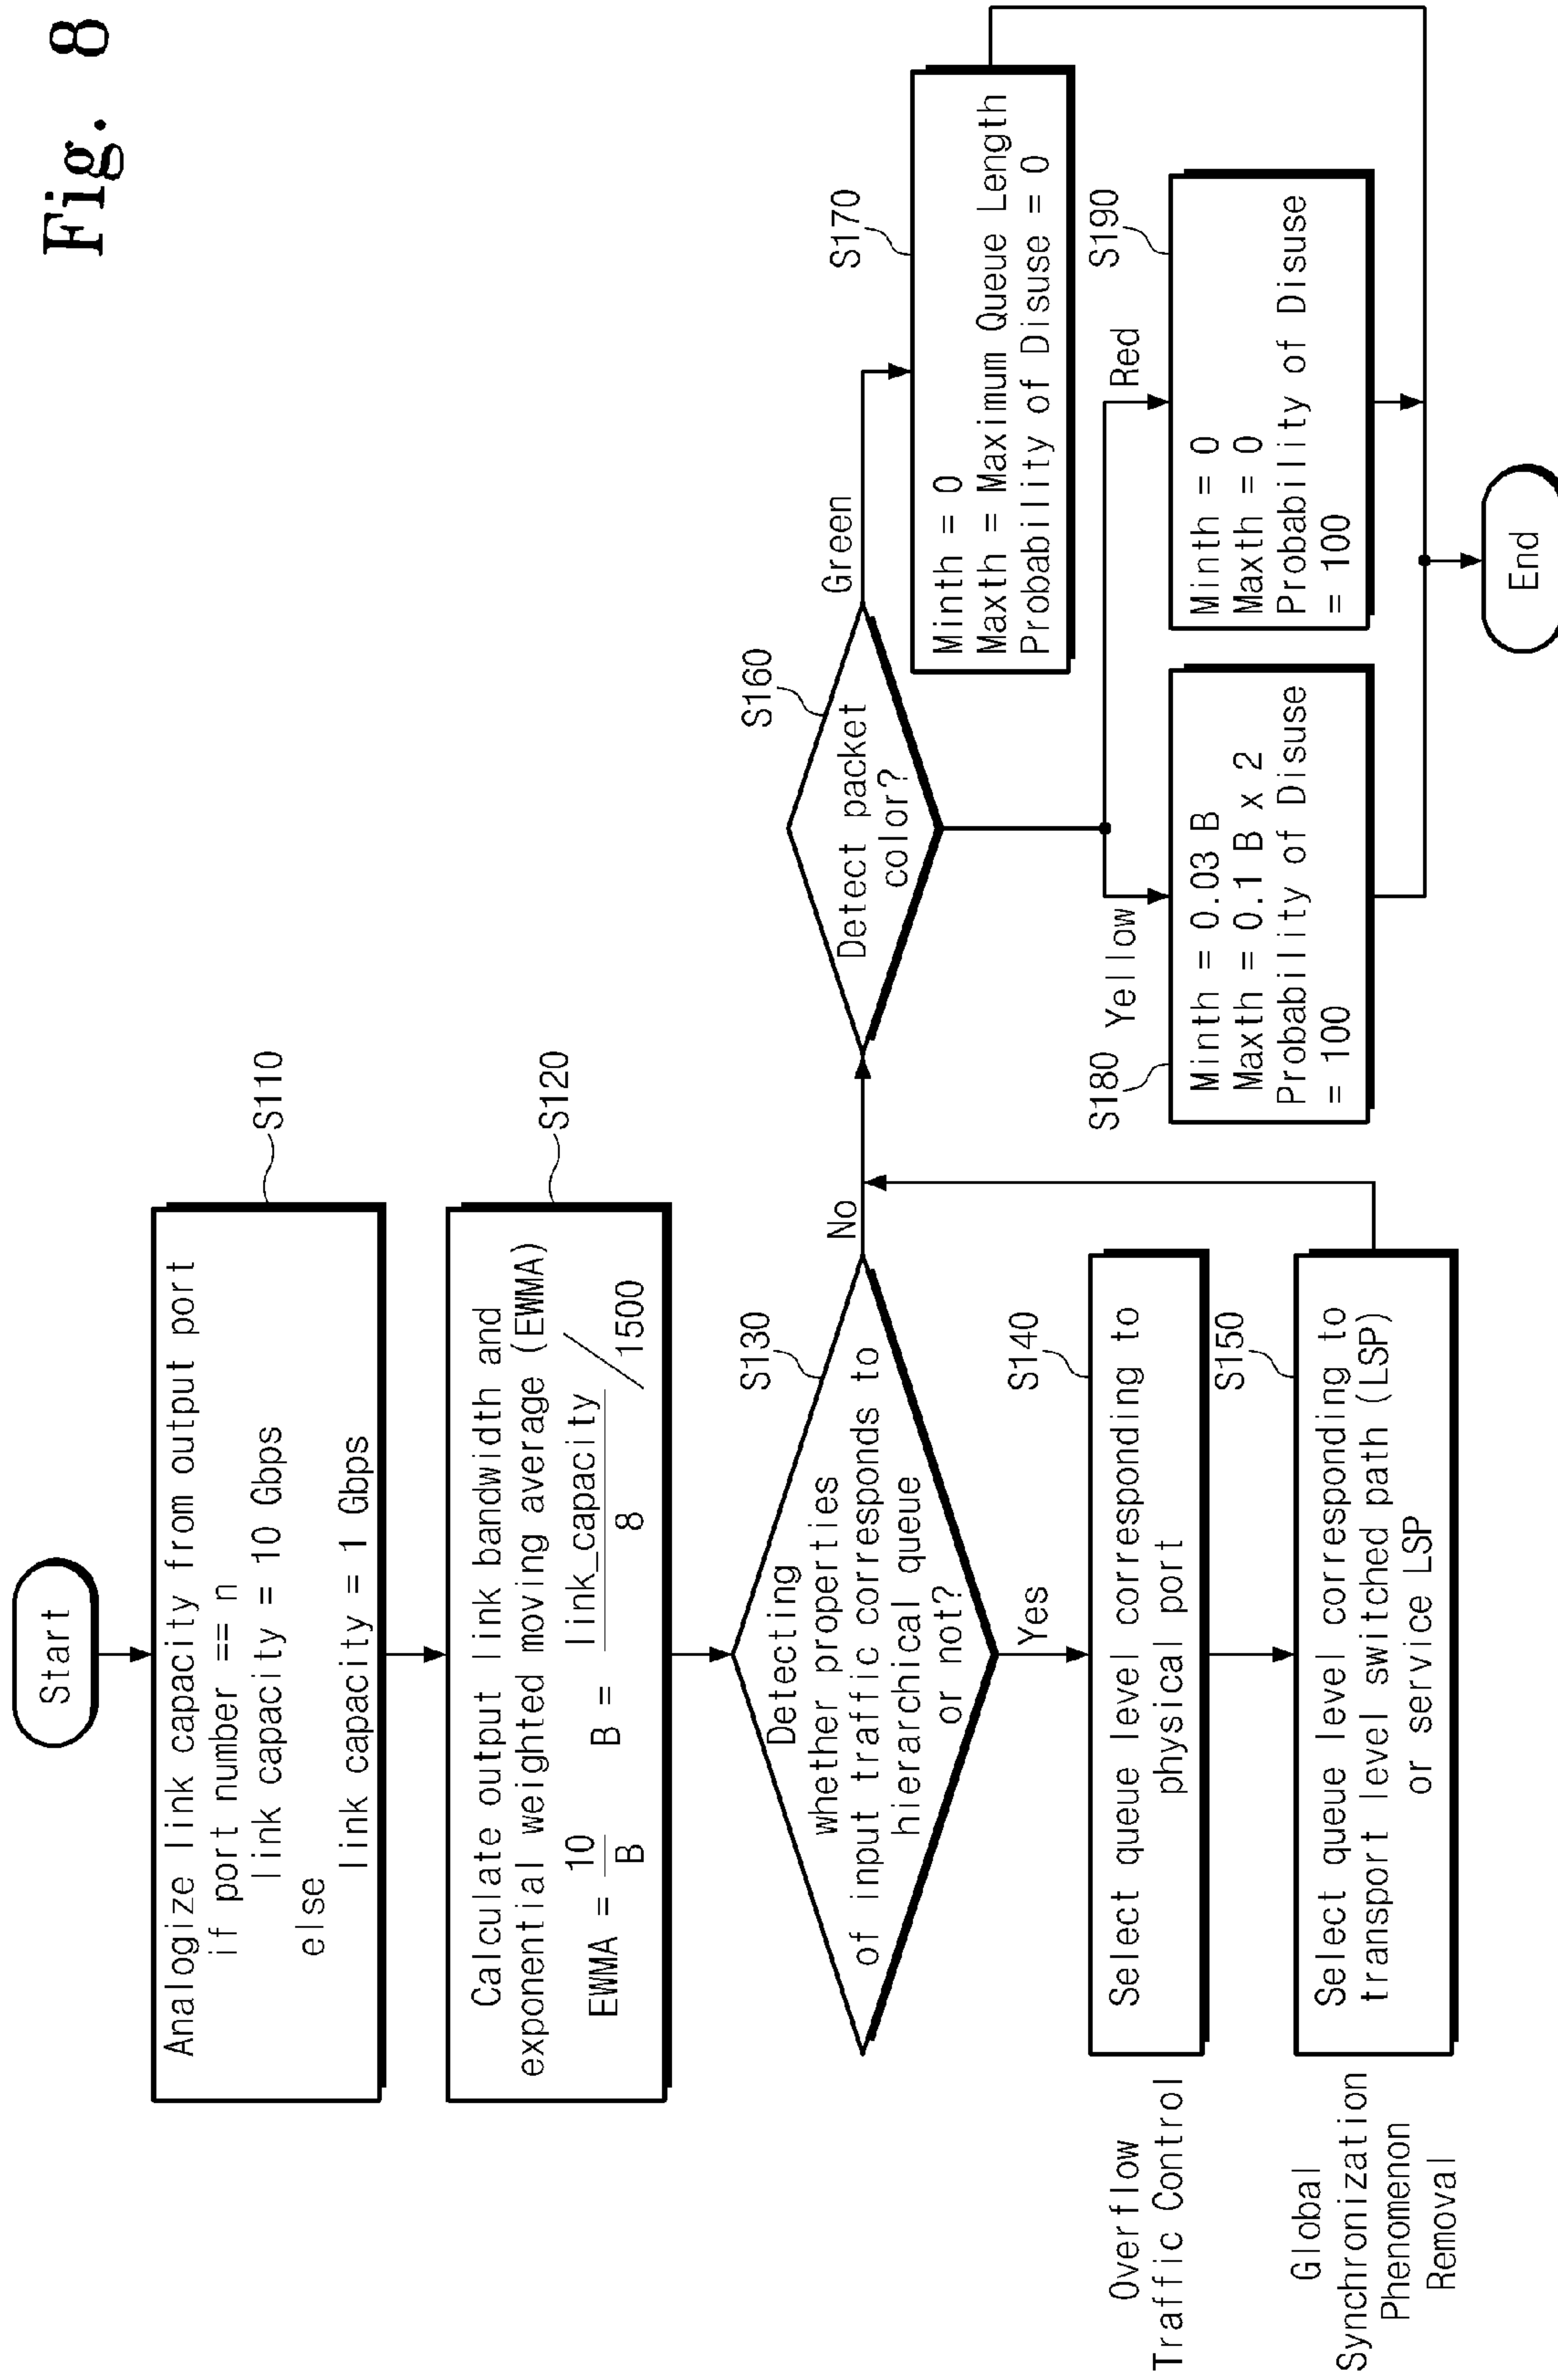 Fig. 8
Start
Analogize link capacity from output port
if port number == n
link capacity = 10 Gbps
else
link capacity = 1 Gbps
S110
Calculate output link bandwidth and
exponential weighted moving average (EWMA)
EWMA = 10 / B    B = link_capacity / 8 / 1500
S120
Detecting
whether properties
of input traffic corresponds to
hierarchical queue
or not?
S130
No
Yes
Select queue level corresponding to
physical port
S140
Overflow
Traffic Control
Select queue level corresponding to
transport level switched path (LSP)
or service LSP
S150
Global
Synchronization
Phenomenon
Removal
Detect packet
color?
S160
Green
Minth = 0
Maxth = Maximum Queue Length
Probability of Disuse = 0
S170
Yellow
S180
Minth = 0.03 B
Maxth = 0.1 B x 2
Probability of Disuse
= 100
Red
S190
Minth = 0
Maxth = 0
Probability of Disuse
= 100
End